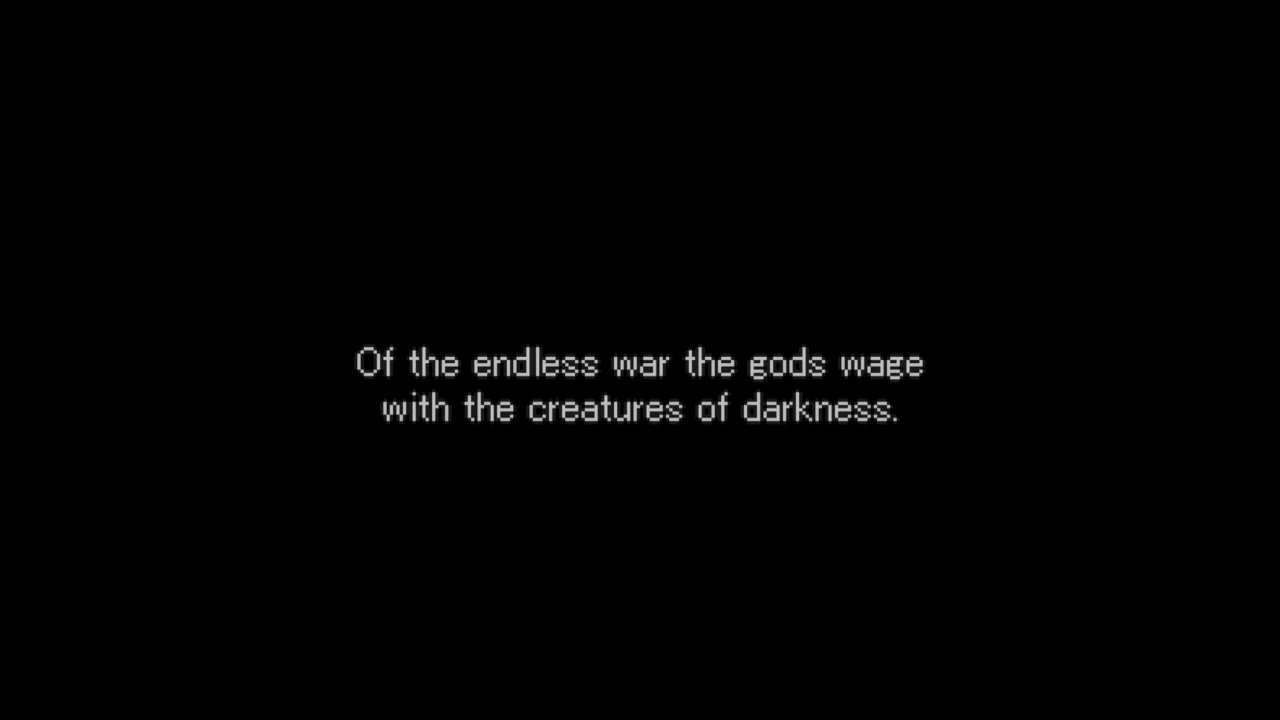 Of the endless war the gods wage
with the creatures of darkness.